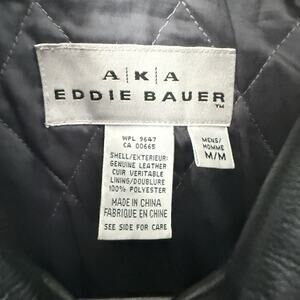 A|K|A
EDDIE BAUER
TM
WPL 9647
CA 00665
SHELL/EXTERIEUR:
GENUINE LEATHER
CUIR VERITABLE
LINING/DOUBLURE
100% POLYESTER
MADE IN CHINA
FABRIQUE EN CHINE
SEE SIDE FOR CARE
MENS/
HOMME
M/M